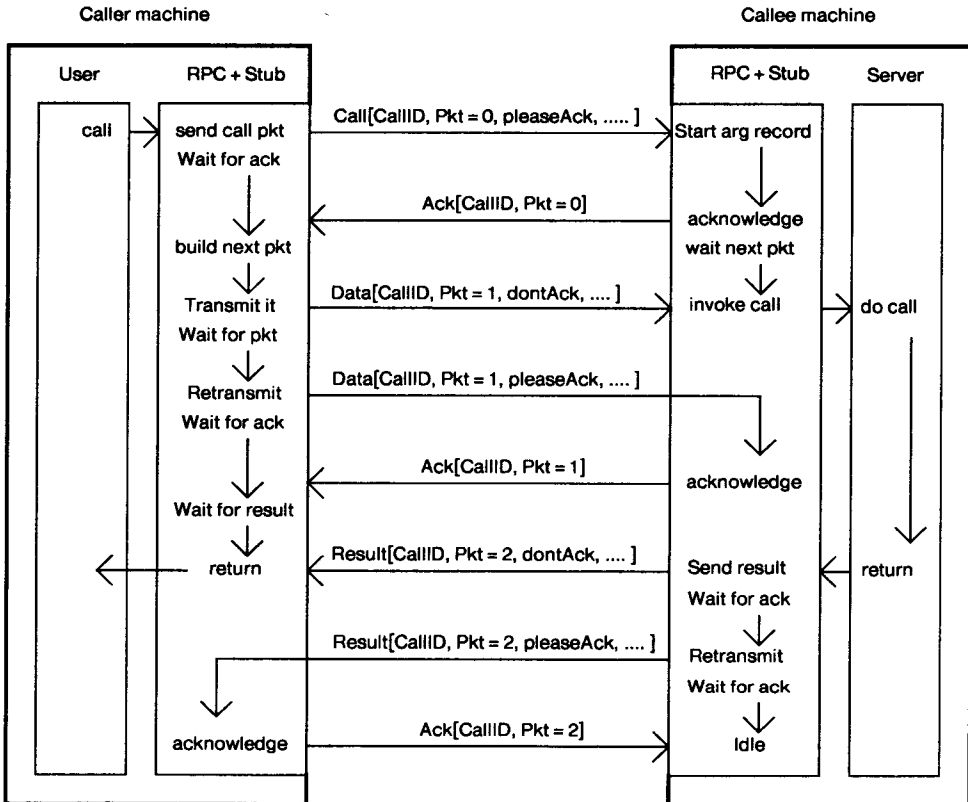 Caller machine
Callee machine
User
RPC + Stub
RPC + Stub
Server
call
send call pkt
Call[CallID, Pkt = 0, pleaseAck, ..... ]
Start arg record
Wait for ack
Ack[CallID, Pkt = 0]
acknowledge
build next pkt
wait next pkt
Transmit it
Data[CallID, Pkt = 1, dontAck, .... ]
invoke call
do call
Wait for pkt
Retransmit
Data[CallID, Pkt = 1, pleaseAck, .... ]
Wait for ack
Ack[CallID, Pkt = 1]
acknowledge
Wait for result
return
Result[CallID, Pkt = 2, dontAck, .... ]
Send result
return
Wait for ack
Result[CallID, Pkt = 2, pleaseAck, .... ]
Retransmit
Wait for ack
acknowledge
Ack[CallID, Pkt = 2]
Idle